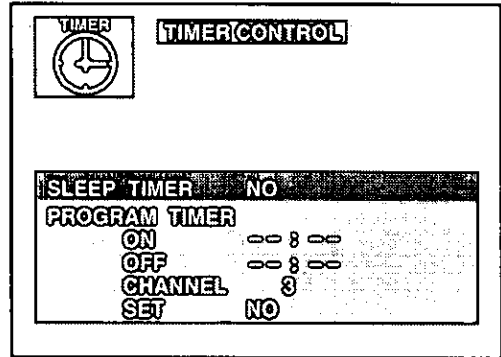 TIMER
TIMER CONTROL
SLEEP TIMER NO
PROGRAM TIMER
ON --:--
OFF --:--
CHANNEL 3
SET NO